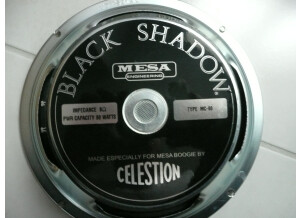 BLACK SHADOW
MESA
ENGINEERING
IMPEDANCE 8Ω
PWR CAPACITY 90 WATTS
TYPE MC-90
MADE ESPECIALLY FOR MESA BOOGIE BY
CELESTION